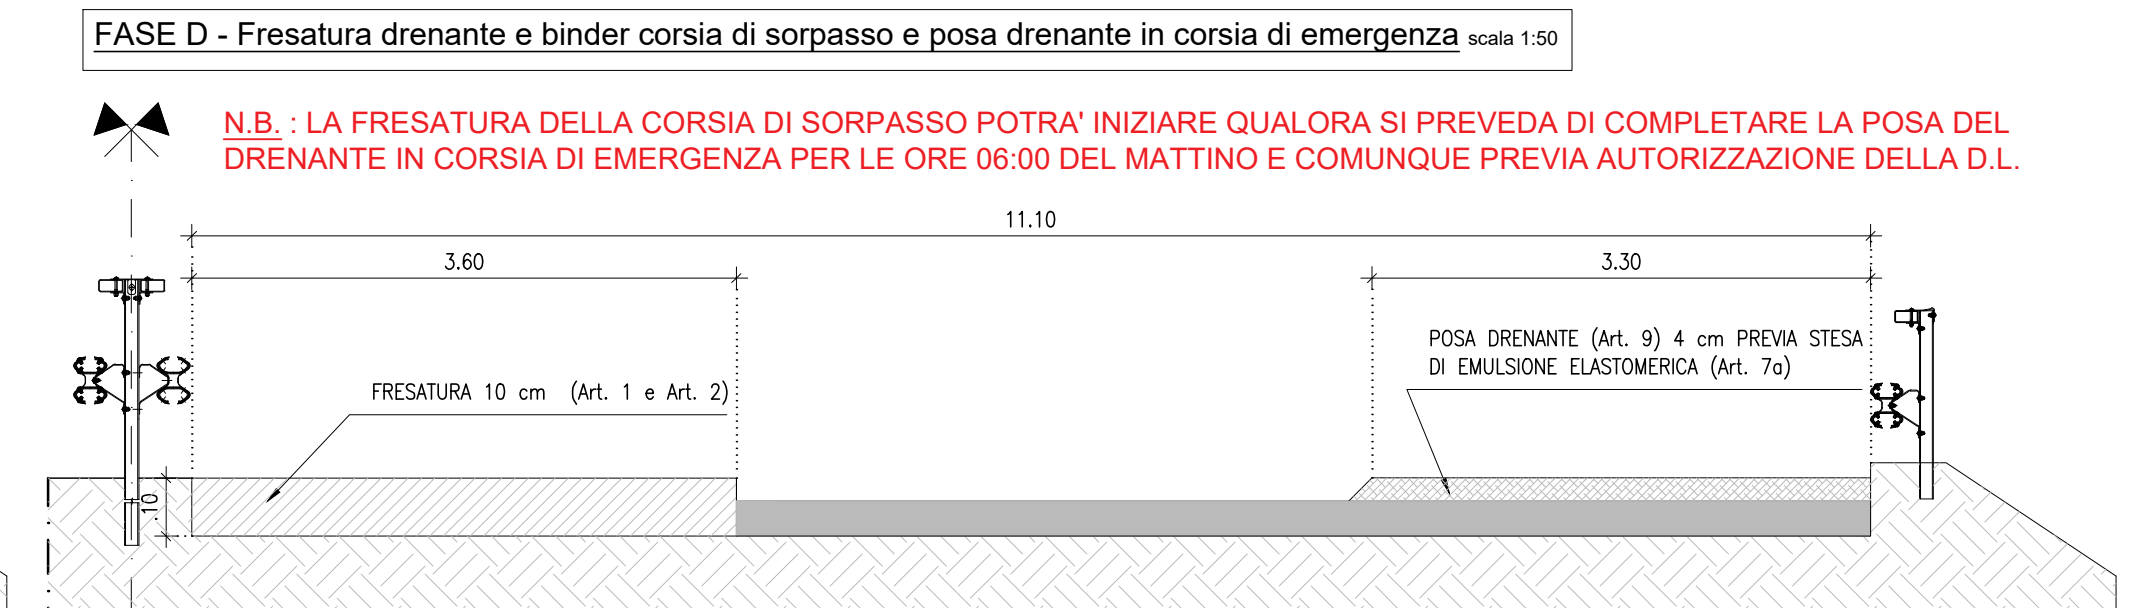 FASE D - Fresatura drenante e binder corsia di sorpasso e posa drenante in corsia di emergenza scala 1:50
N.B. : LA FRESATURA DELLA CORSIA DI SORPASSO POTRA' INIZIARE QUALORA SI PREVEDA DI COMPLETARE LA POSA DEL
DRENANTE IN CORSIA DI EMERGENZA PER LE ORE 06:00 DEL MATTINO E COMUNQUE PREVIA AUTORIZZAZIONE DELLA D.L.
11.10
3.60
3.30
POSA DRENANTE (Art. 9) 4 cm PREVIA STESA
DI EMULSIONE ELASTOMERICA (Art. 7a)
FRESATURA 10 cm (Art. 1 e Art. 2)
.10